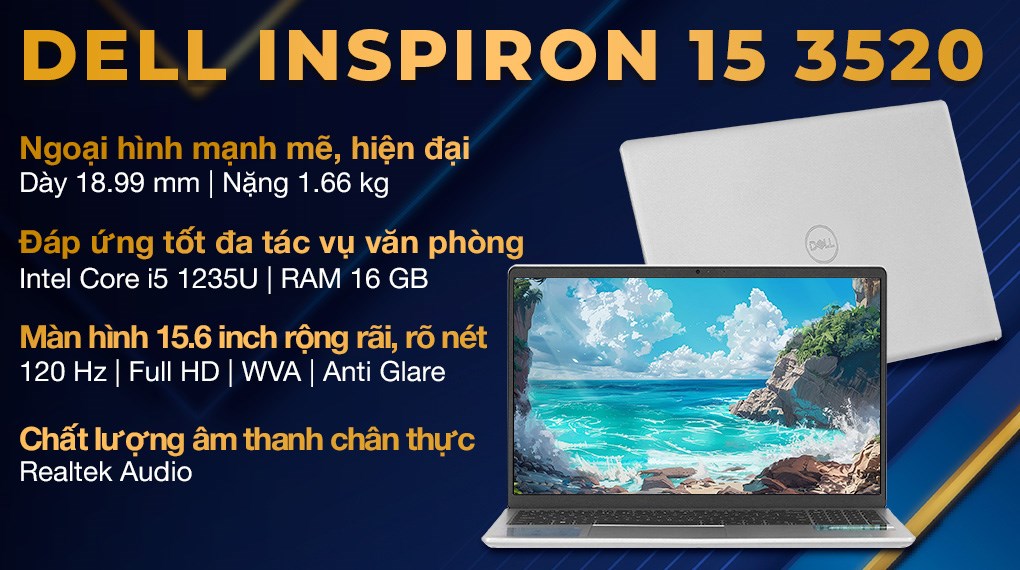 DELL INSPIRON 15 3520
Ngoại hình mạnh mẽ, hiện đại
Dày 18.99 mm | Nặng 1.66 kg
Đáp ứng tốt đa tác vụ văn phòng
Intel Core i5 1235U | RAM 16 GB
Màn hình 15.6 inch rộng rãi, rõ nét
120 Hz | Full HD | WVA | Anti Glare
Chất lượng âm thanh chân thực
Realtek Audio
DELL